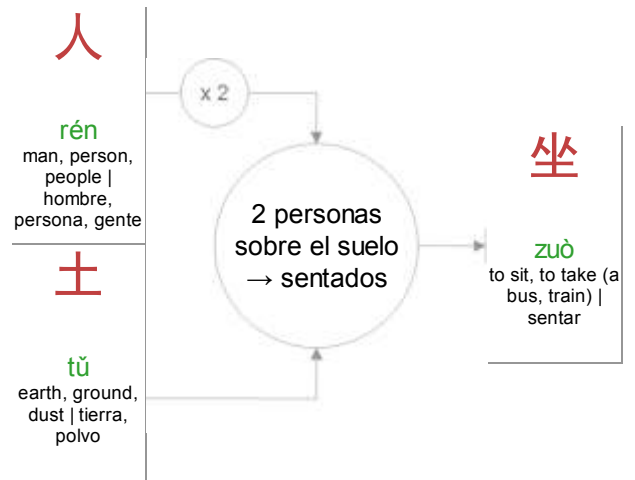 人
rén
man, person,
people |
hombre,
persona, gente
x 2
土
tǔ
earth, ground,
dust | tierra,
polvo
2 personas
sobre el suelo
→ sentados
坐
zuò
to sit, to take (a
bus, train) |
sentar